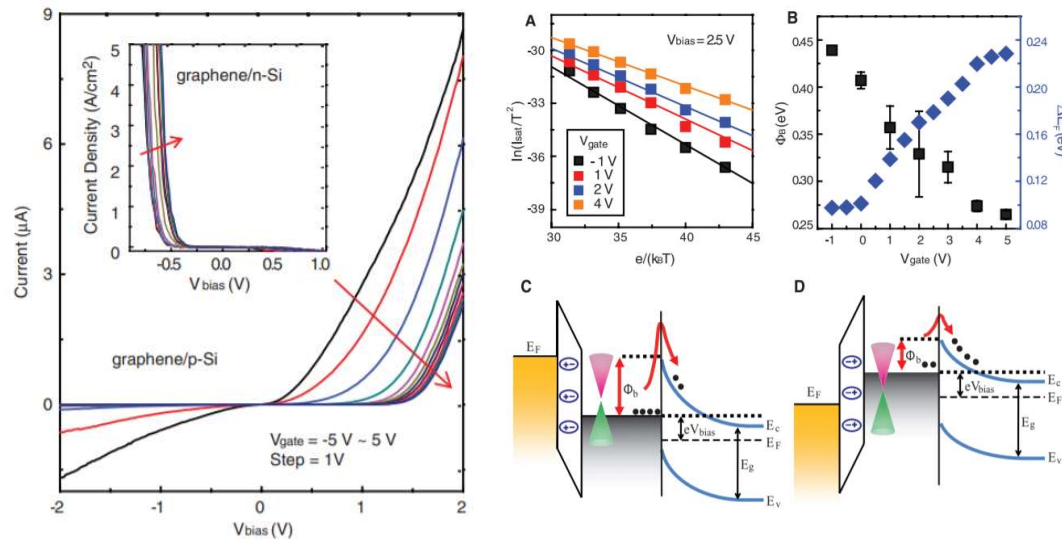 9
6
3
0
Current (μA)
-2
-1
0
1
2
Vbias (V)
graphene/p-Si
Vgate = -5 V ~ 5 V
Step = 1V
5
4
3
2
1
0
Current Density (A/cm2)
graphene/n-Si
-0.5
0.0
0.5
1.0
Vbias (V)
A
-30
-33
-36
-39
ln(Isat/T2)
Vbias = 2.5 V
Vgate
-1 V
1 V
2 V
4 V
30
35
40
45
e/(kBT)
B
0.45
0.40
0.35
0.30
0.25
ΦB (eV)
0.24
0.20
0.16
0.12
0.08
ΔEF (eV)
-1
0
1
2
3
4
5
Vgate (V)
C
EF
+-
+-
+-
Φb
eVbias
Ec
EF
Eg
Ev
D
EF
-+
-+
-+
Φb
eVbias
Ec
EF
Eg
Ev